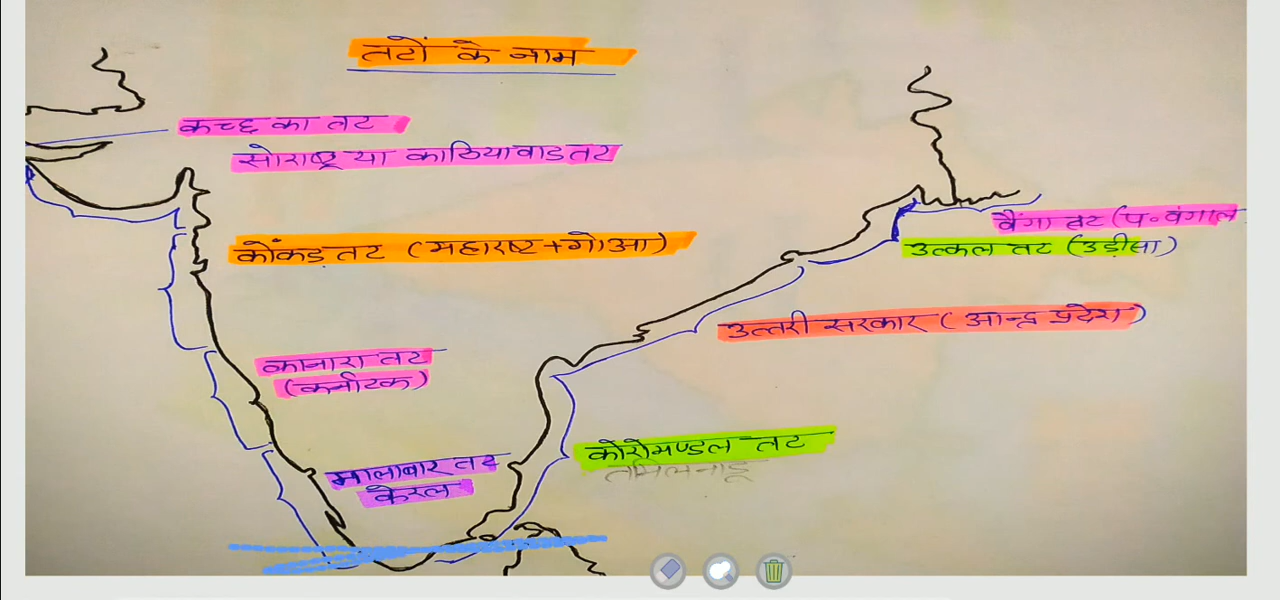 तटों के नाम
कच्छ का तट
सोराष्ट्र या काठियावाड तट
कोंकड तट (महाराष्ट+गोआ)
वैंगा तट (प॰ वंगाल
उत्कल तट (उड़ीसा)
उत्तरी सरकार (आन्द्र प्रदेश)
कानारा तट
(कर्नाटक)
कोरोमण्डल तट
तमिलनाडू
मालाबार तट
केरल